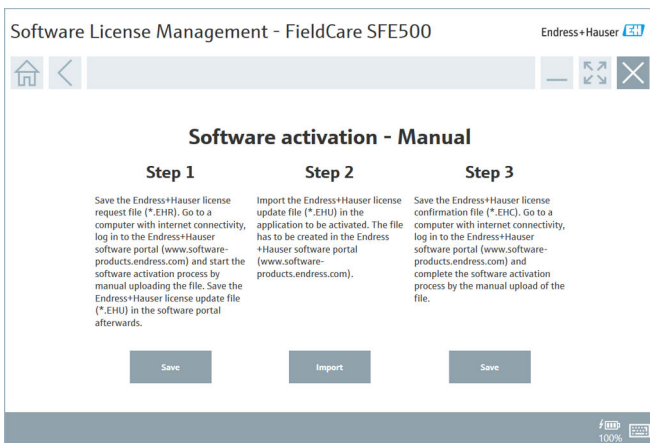 Software License Management - FieldCare SFE500
Endress+Hauser EH
Software activation - Manual
Step 1
Save the Endress+Hauser license
request file (*.EHR). Go to a
computer with internet connectivity,
log in to the Endress+Hauser
software portal (www.software-
products.endress.com) and start the
software activation process by
manual uploading the file. Save the
Endress+Hauser license update file
(*.EHU) in the software portal
afterwards.
Save
Step 2
Import the Endress+Hauser license
update file (*.EHU) in the
application to be activated. The file
has to be created in the Endress
+Hauser software portal
(www.software-
products.endress.com).
Import
Step 3
Save the Endress+Hauser license
confirmation file (*.EHC). Go to a
computer with internet connectivity,
log in to the Endress+Hauser
software portal (www.software-
products.endress.com) and
complete the software activation
process by the manual upload of the
file.
Save
100%